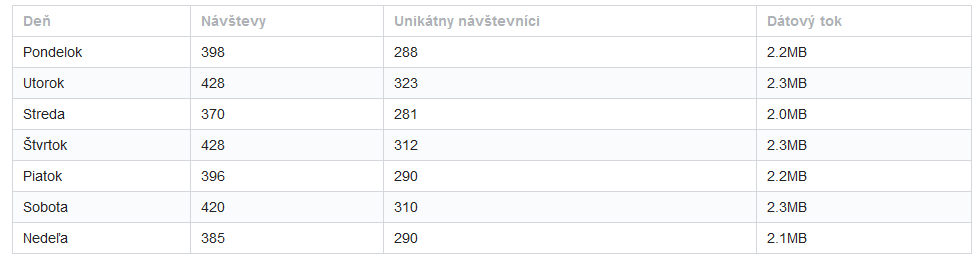 Deň Návštevy Unikátny návštevníci Dátový tok
Pondelok 398 288 2.2MB
Utorok 428 323 2.3MB
Streda 370 281 2.0MB
Štvrtok 428 312 2.3MB
Piatok 396 290 2.2MB
Sobota 420 310 2.3MB
Nedeľa 385 290 2.1MB